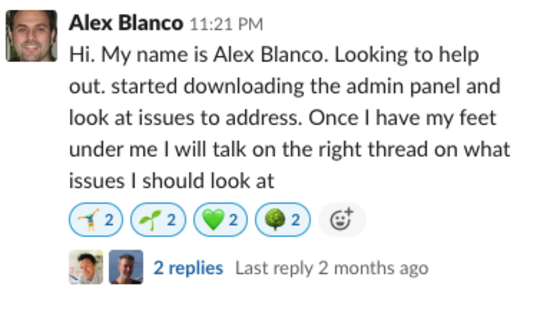 Alex Blanco 11:21 PM
Hi. My name is Alex Blanco. Looking to help
out. started downloading the admin panel and
look at issues to address. Once I have my feet
under me I will talk on the right thread on what
issues I should look at
2 2 2 2
2 replies Last reply 2 months ago